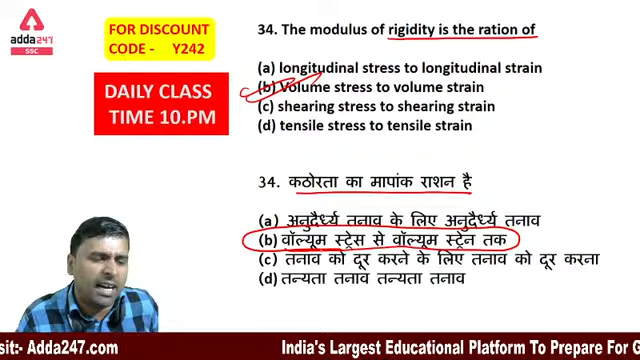 adda247
SSC
FOR DISCOUNT
CODE - Y242
DAILY CLASS
TIME 10.PM
34. The modulus of rigidity is the ration of
(a) longitudinal stress to longitudinal strain
(b) Volume stress to volume strain
(c) shearing stress to shearing strain
(d) tensile stress to tensile strain
34. कठोरता का मापांक राशन है
(a) अनुदैर्ध्य तनाव के लिए अनुदैर्ध्य तनाव
(b) वॉल्यूम स्ट्रेस से वॉल्यूम स्ट्रेन तक
(c) तनाव को दूर करने के लिए तनाव को दूर करना
(d) तन्यता तनाव तन्यता तनाव
isit:- Adda247.com India's Largest Educational Platform To Prepare For G